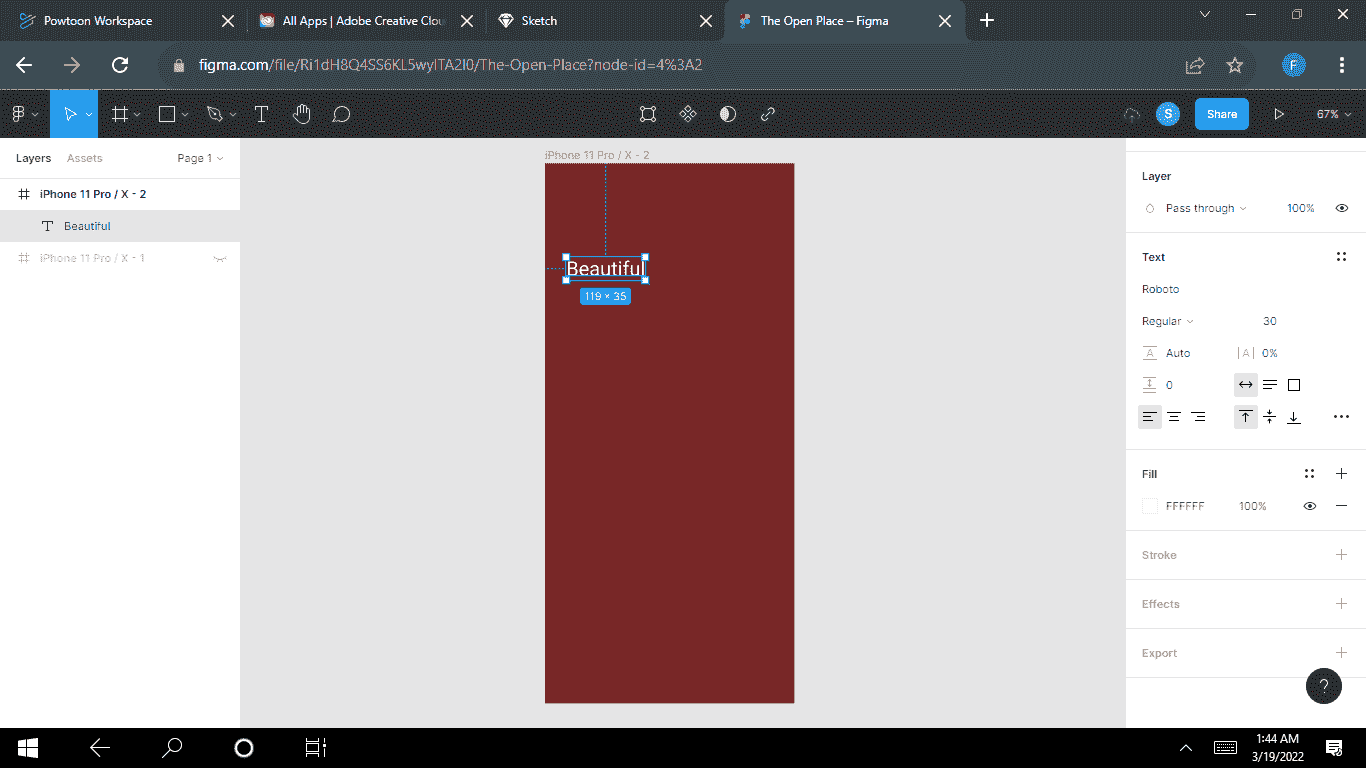 Powtoon Workspace
All Apps | Adobe Creative Clou
Sketch
The Open Place – Figma
figma.com/file/Ri1dH8Q4SS6KL5wyITA2I0/The-Open-Place?node-id=4%3A2
F
S
Share
67%
Layers Assets Page 1
iPhone 11 Pro / X - 2
Beautiful
iPhone 11 Pro / X - 1
iPhone 11 Pro / X - 2
Beautiful
119 × 35
Layer
Pass through 100%
Text
Roboto
Regular 30
Auto 0%
0
Fill
FFFFFF 100%
Stroke
Effects
Export
?
1:44 AM
3/19/2022